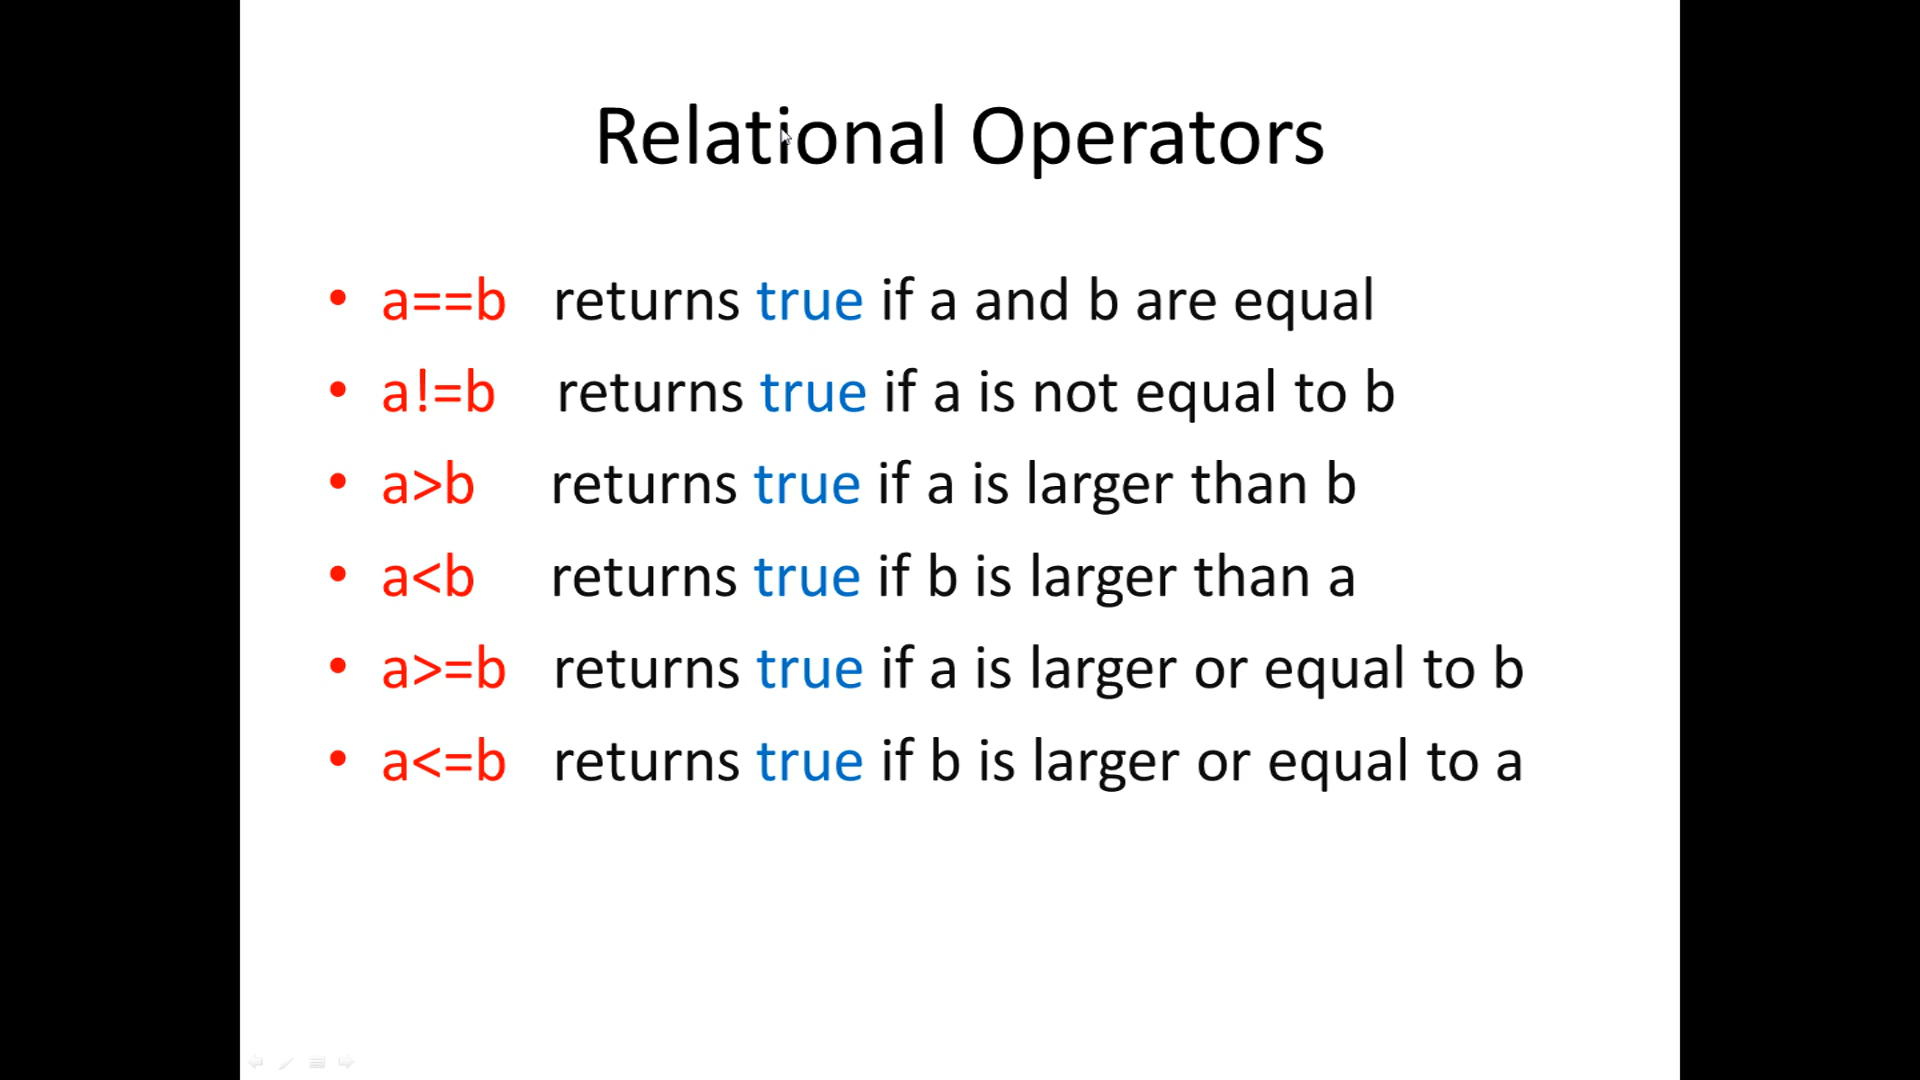 Relational Operators
• a==b returns true if a and b are equal
• a!=b returns true if a is not equal to b
• a>b returns true if a is larger than b
• a<b returns true if b is larger than a
• a>=b returns true if a is larger or equal to b
• a<=b returns true if b is larger or equal to a